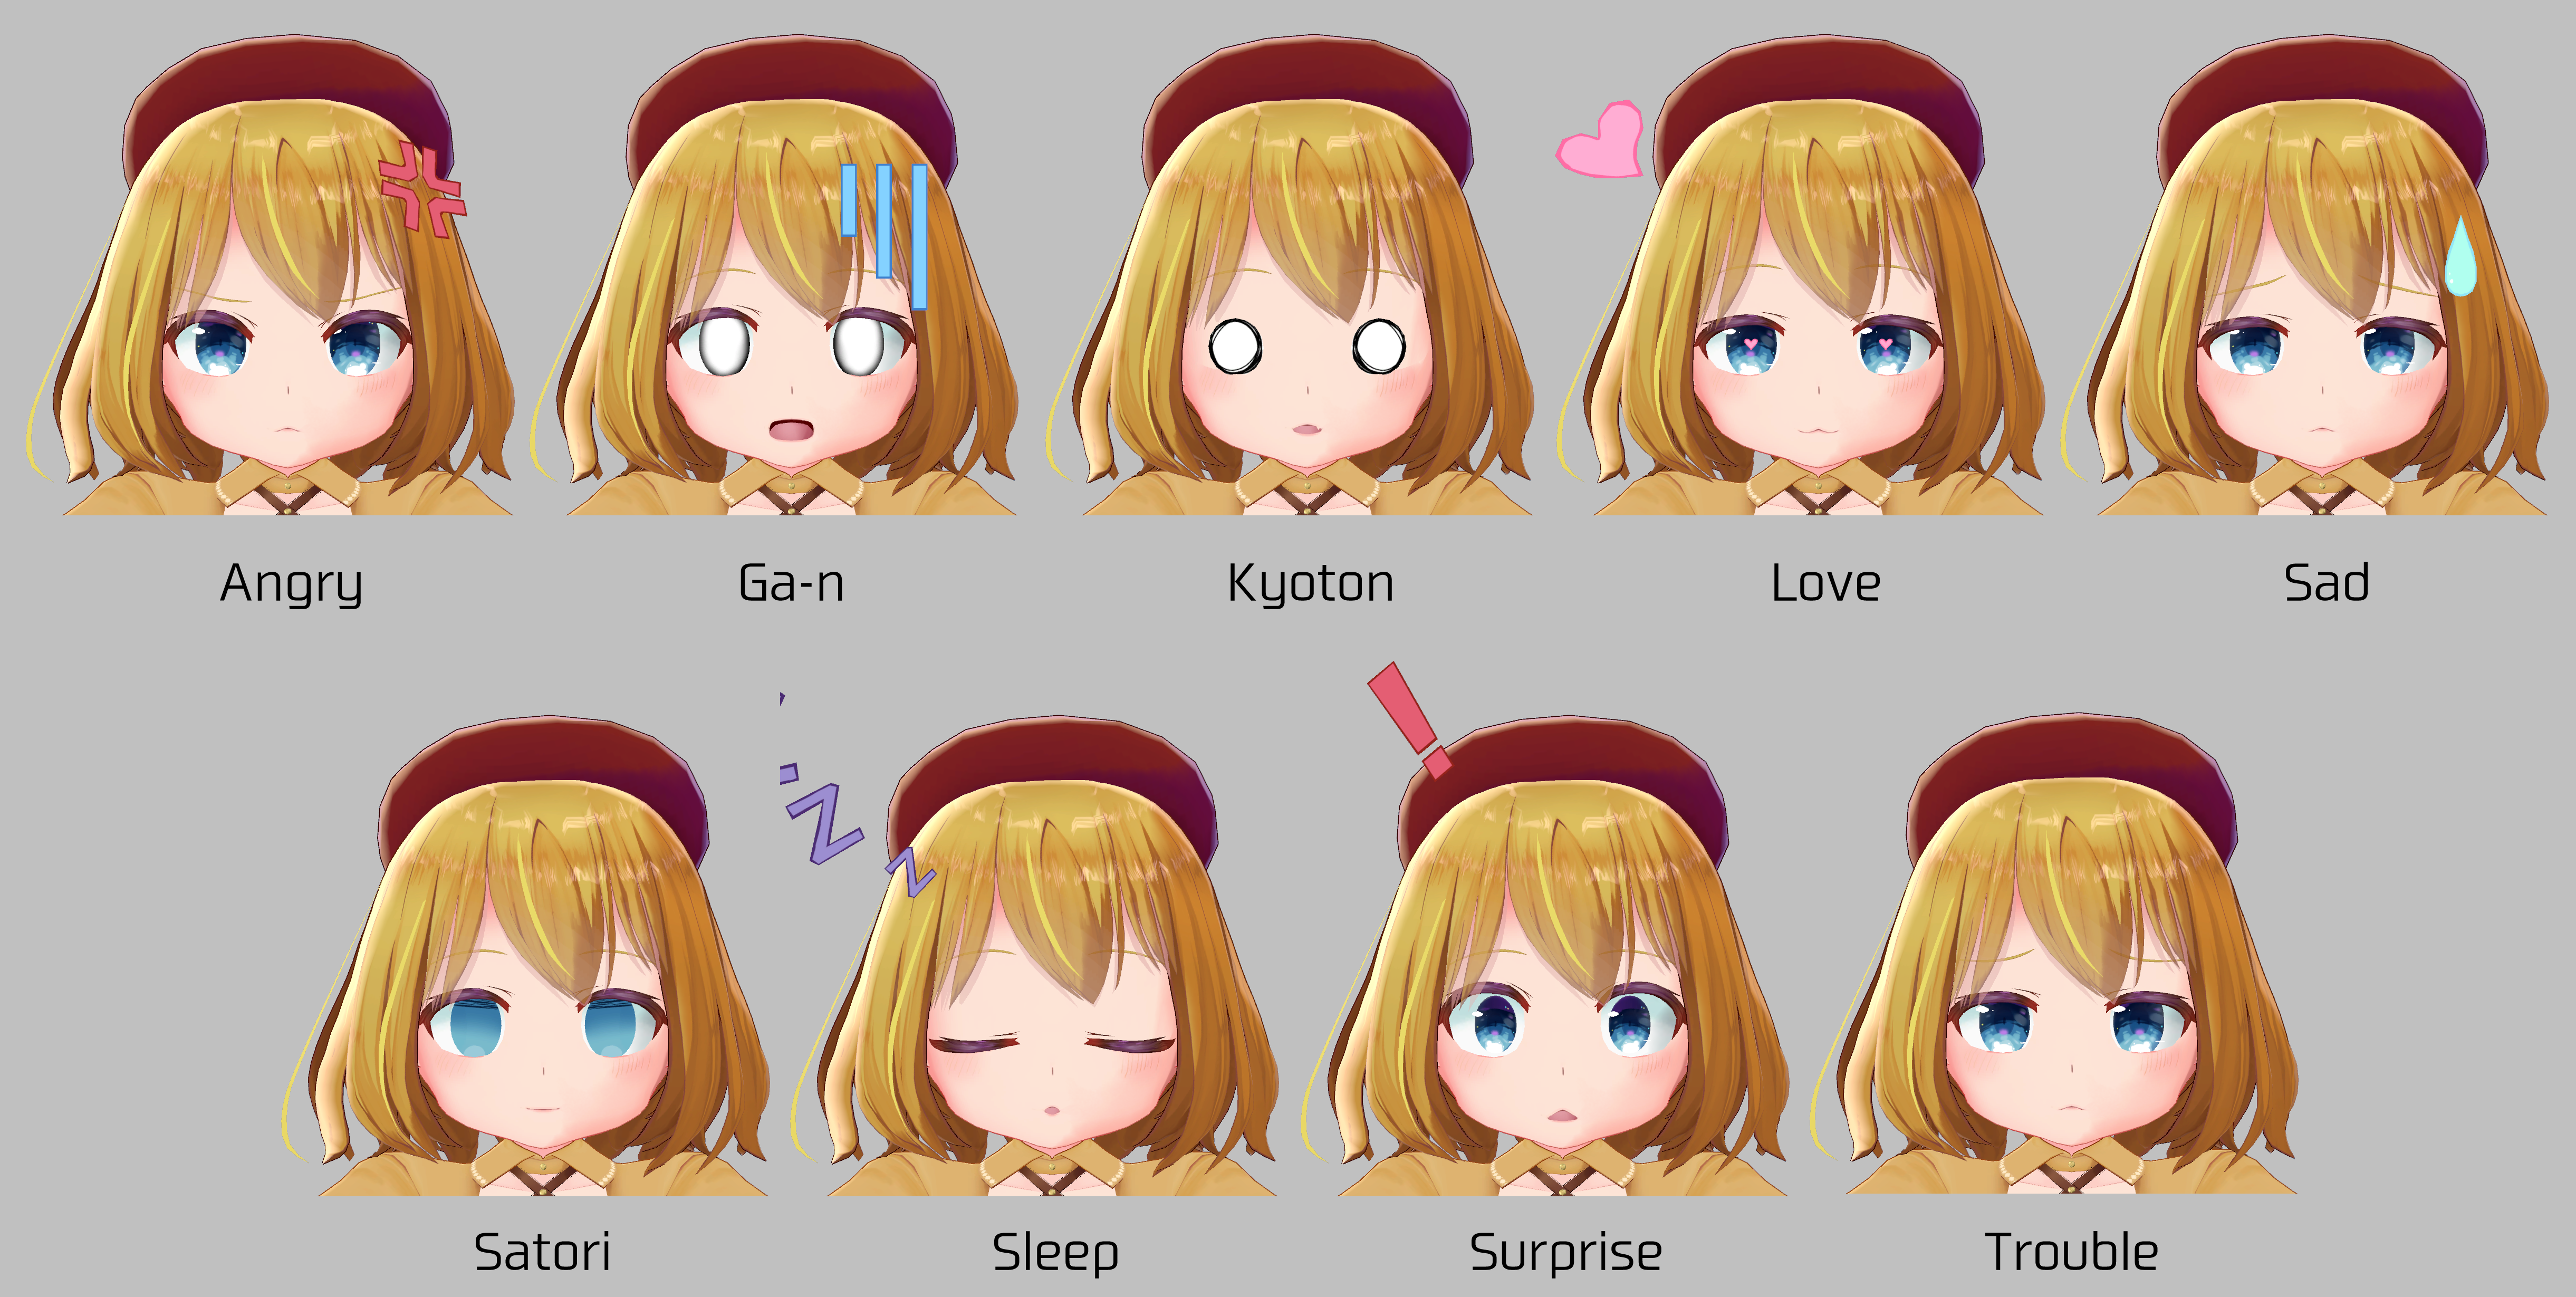 Angry
Ga-n
Kyoton
Love
Sad
Z
Z
Satori
Sleep
Surprise
Trouble